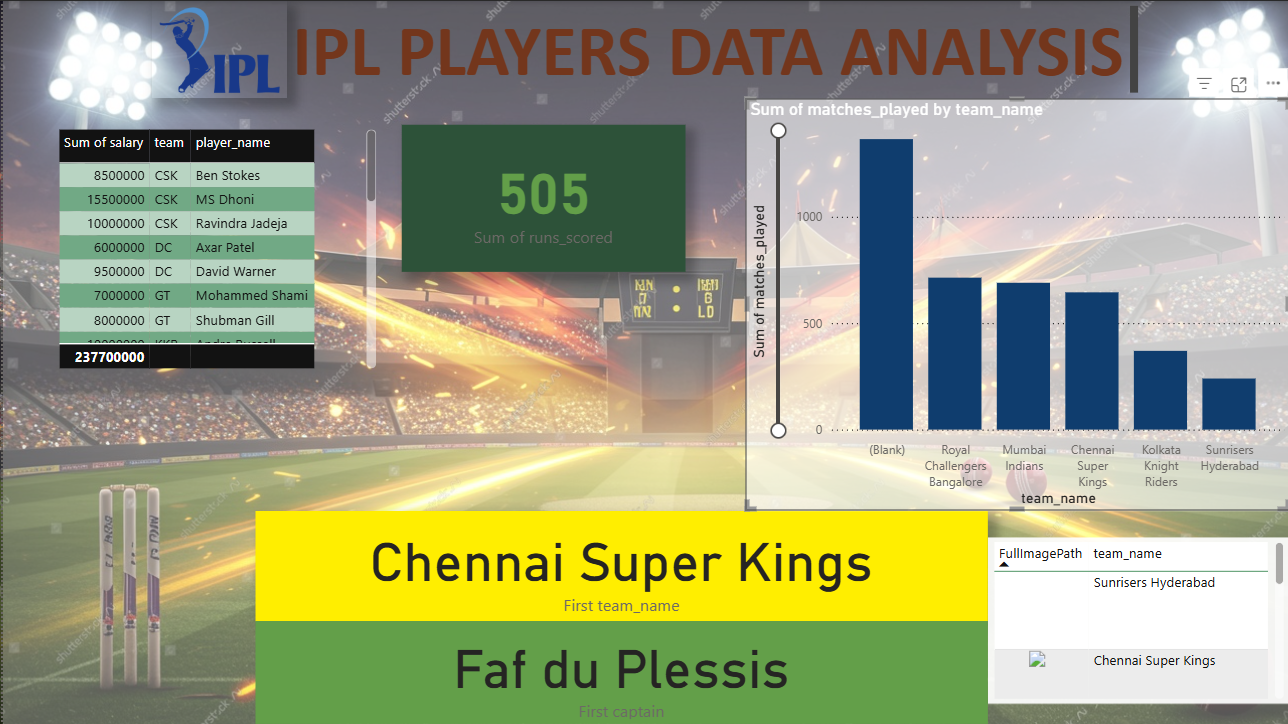 IPL
IPL PLAYERS DATA ANALYSIS
Sum of salary team player_name
8500000 CSK Ben Stokes
15500000 CSK MS Dhoni
10000000 CSK Ravindra Jadeja
6000000 DC Axar Patel
9500000 DC David Warner
7000000 GT Mohammed Shami
8000000 GT Shubman Gill
237700000
505
Sum of runs_scored
Sum of matches_played by team_name
Sum of matches_played
1000
500
0
(Blank)
Royal Challengers Bangalore
Mumbai Indians
Chennai Super Kings
Kolkata Knight Riders
Sunrisers Hyderabad
team_name
Chennai Super Kings
First team_name
Faf du Plessis
First captain
FullImagePath team_name
Sunrisers Hyderabad
Chennai Super Kings